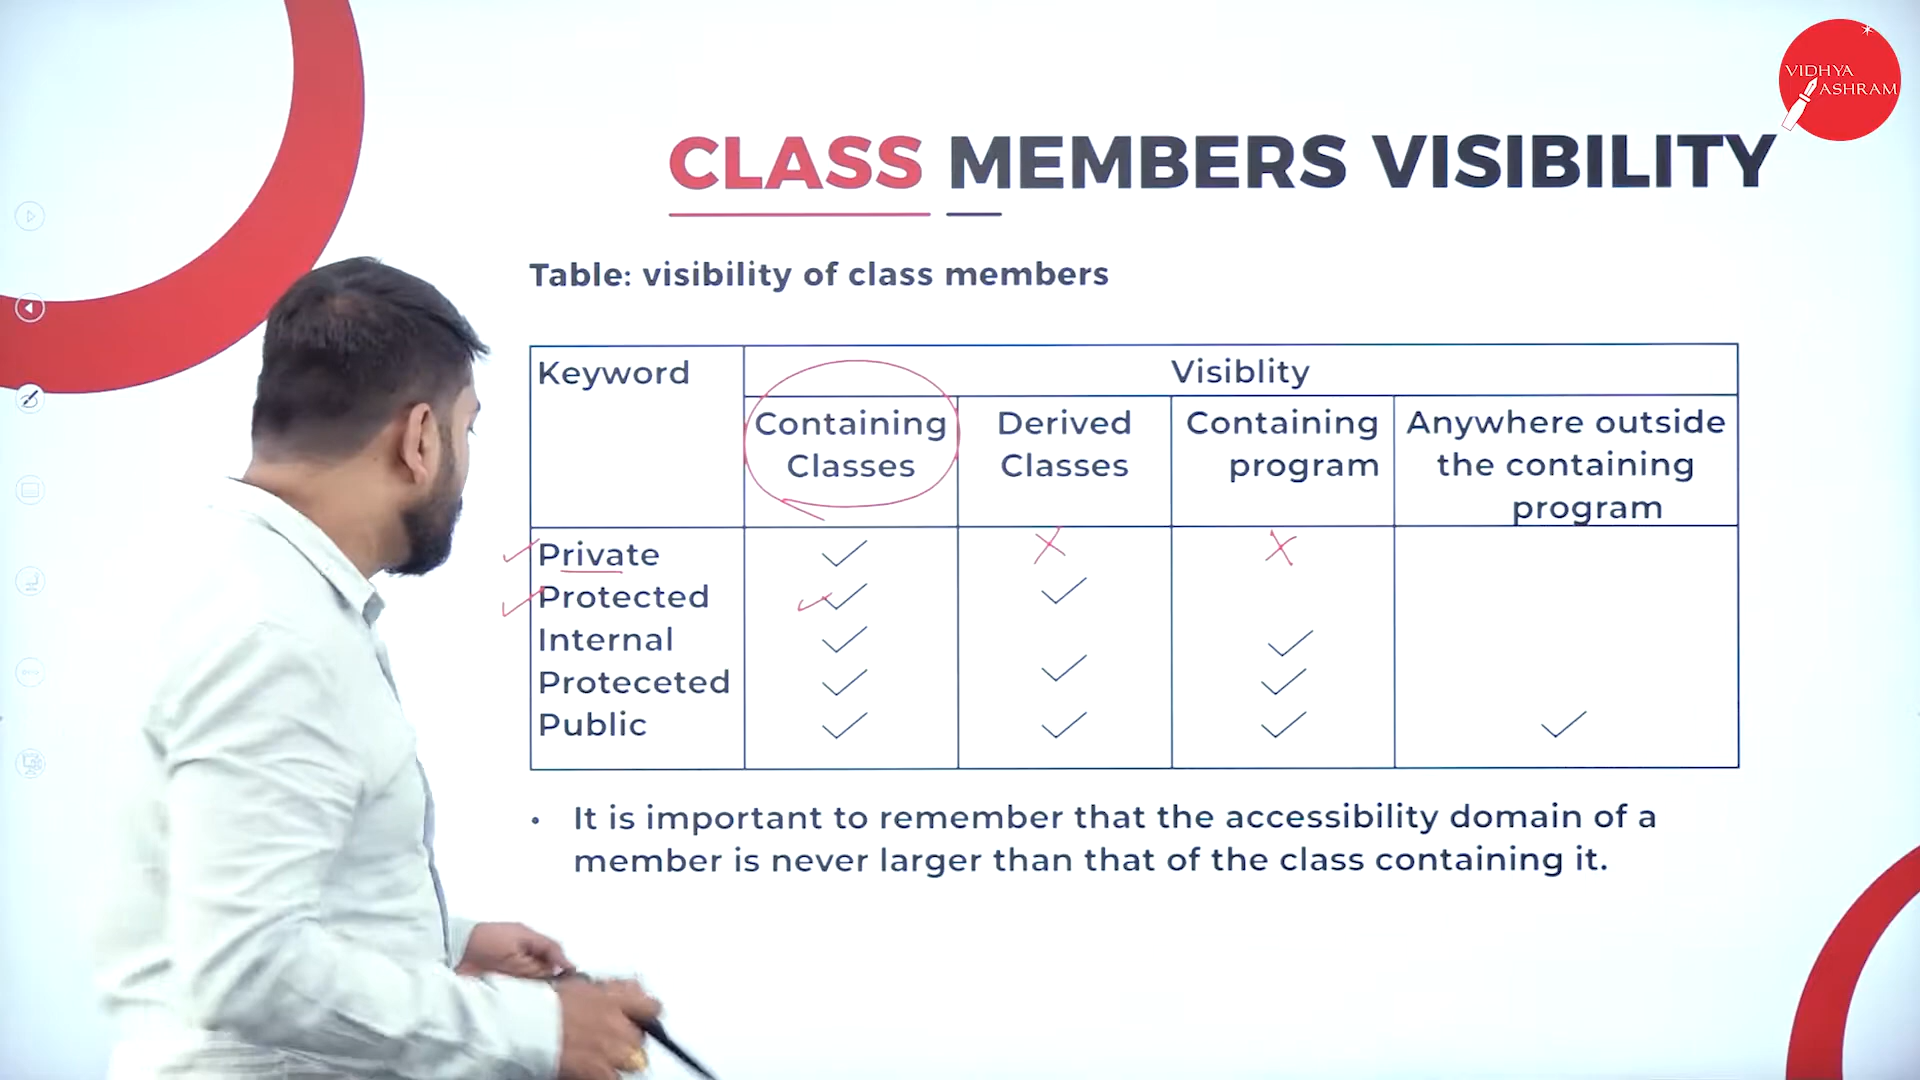 VIDHYA
ASHRAM
CLASS MEMBERS VISIBILITY
Table: visibility of class members
Keyword
Visiblity
Containing
Classes
Derived
Classes
Containing
program
Anywhere outside
the containing
program
Private
Protected
Internal
Proteceted
Public
• It is important to remember that the accessibility domain of a
member is never larger than that of the class containing it.